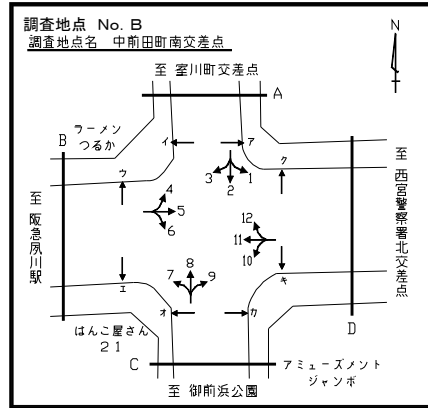 調査地点 No. B
調査地点名 中前田町南交差点
N
至 室川町交差点
A
B
ラーメン
つるか
イ
ア
ウ
ク
3
2
1
4
5
6
12
11
10
至 阪急夙川駅
至 西宮警察署北交差点
エ
キ
7
8
9
オ
カ
はんこ屋さん
21
C
D
アミューズメント
ジャンボ
至 御前浜公園